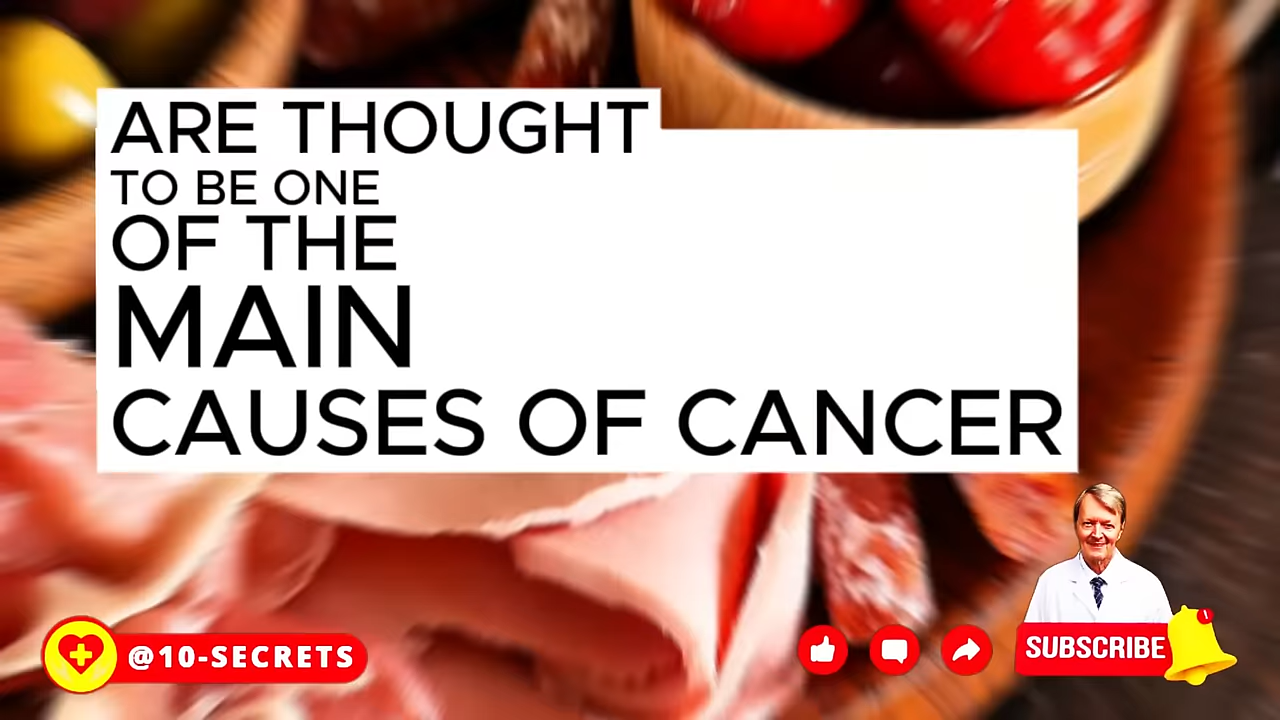 ARE THOUGHT
TO BE ONE
OF THE
MAIN
CAUSES OF CANCER
@10-SECRETS
SUBSCRIBE